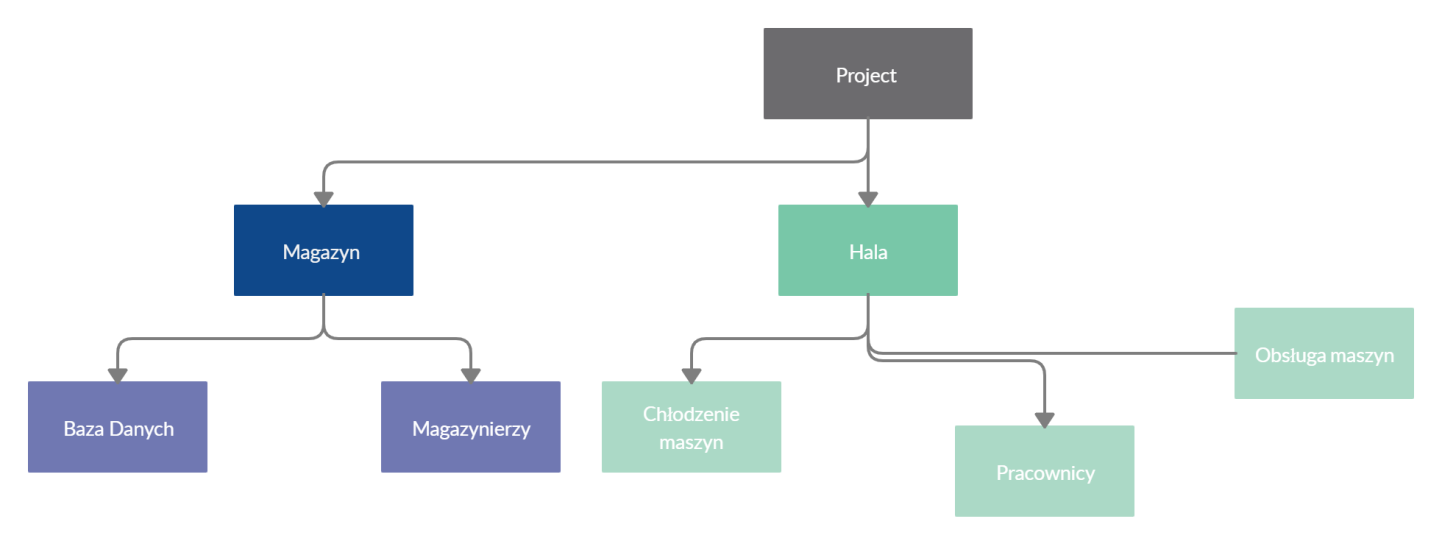 Project
Magazyn
Hala
Obsługa maszyn
Baza Danych
Magazynierzy
Chłodzenie
maszyn
Pracownicy